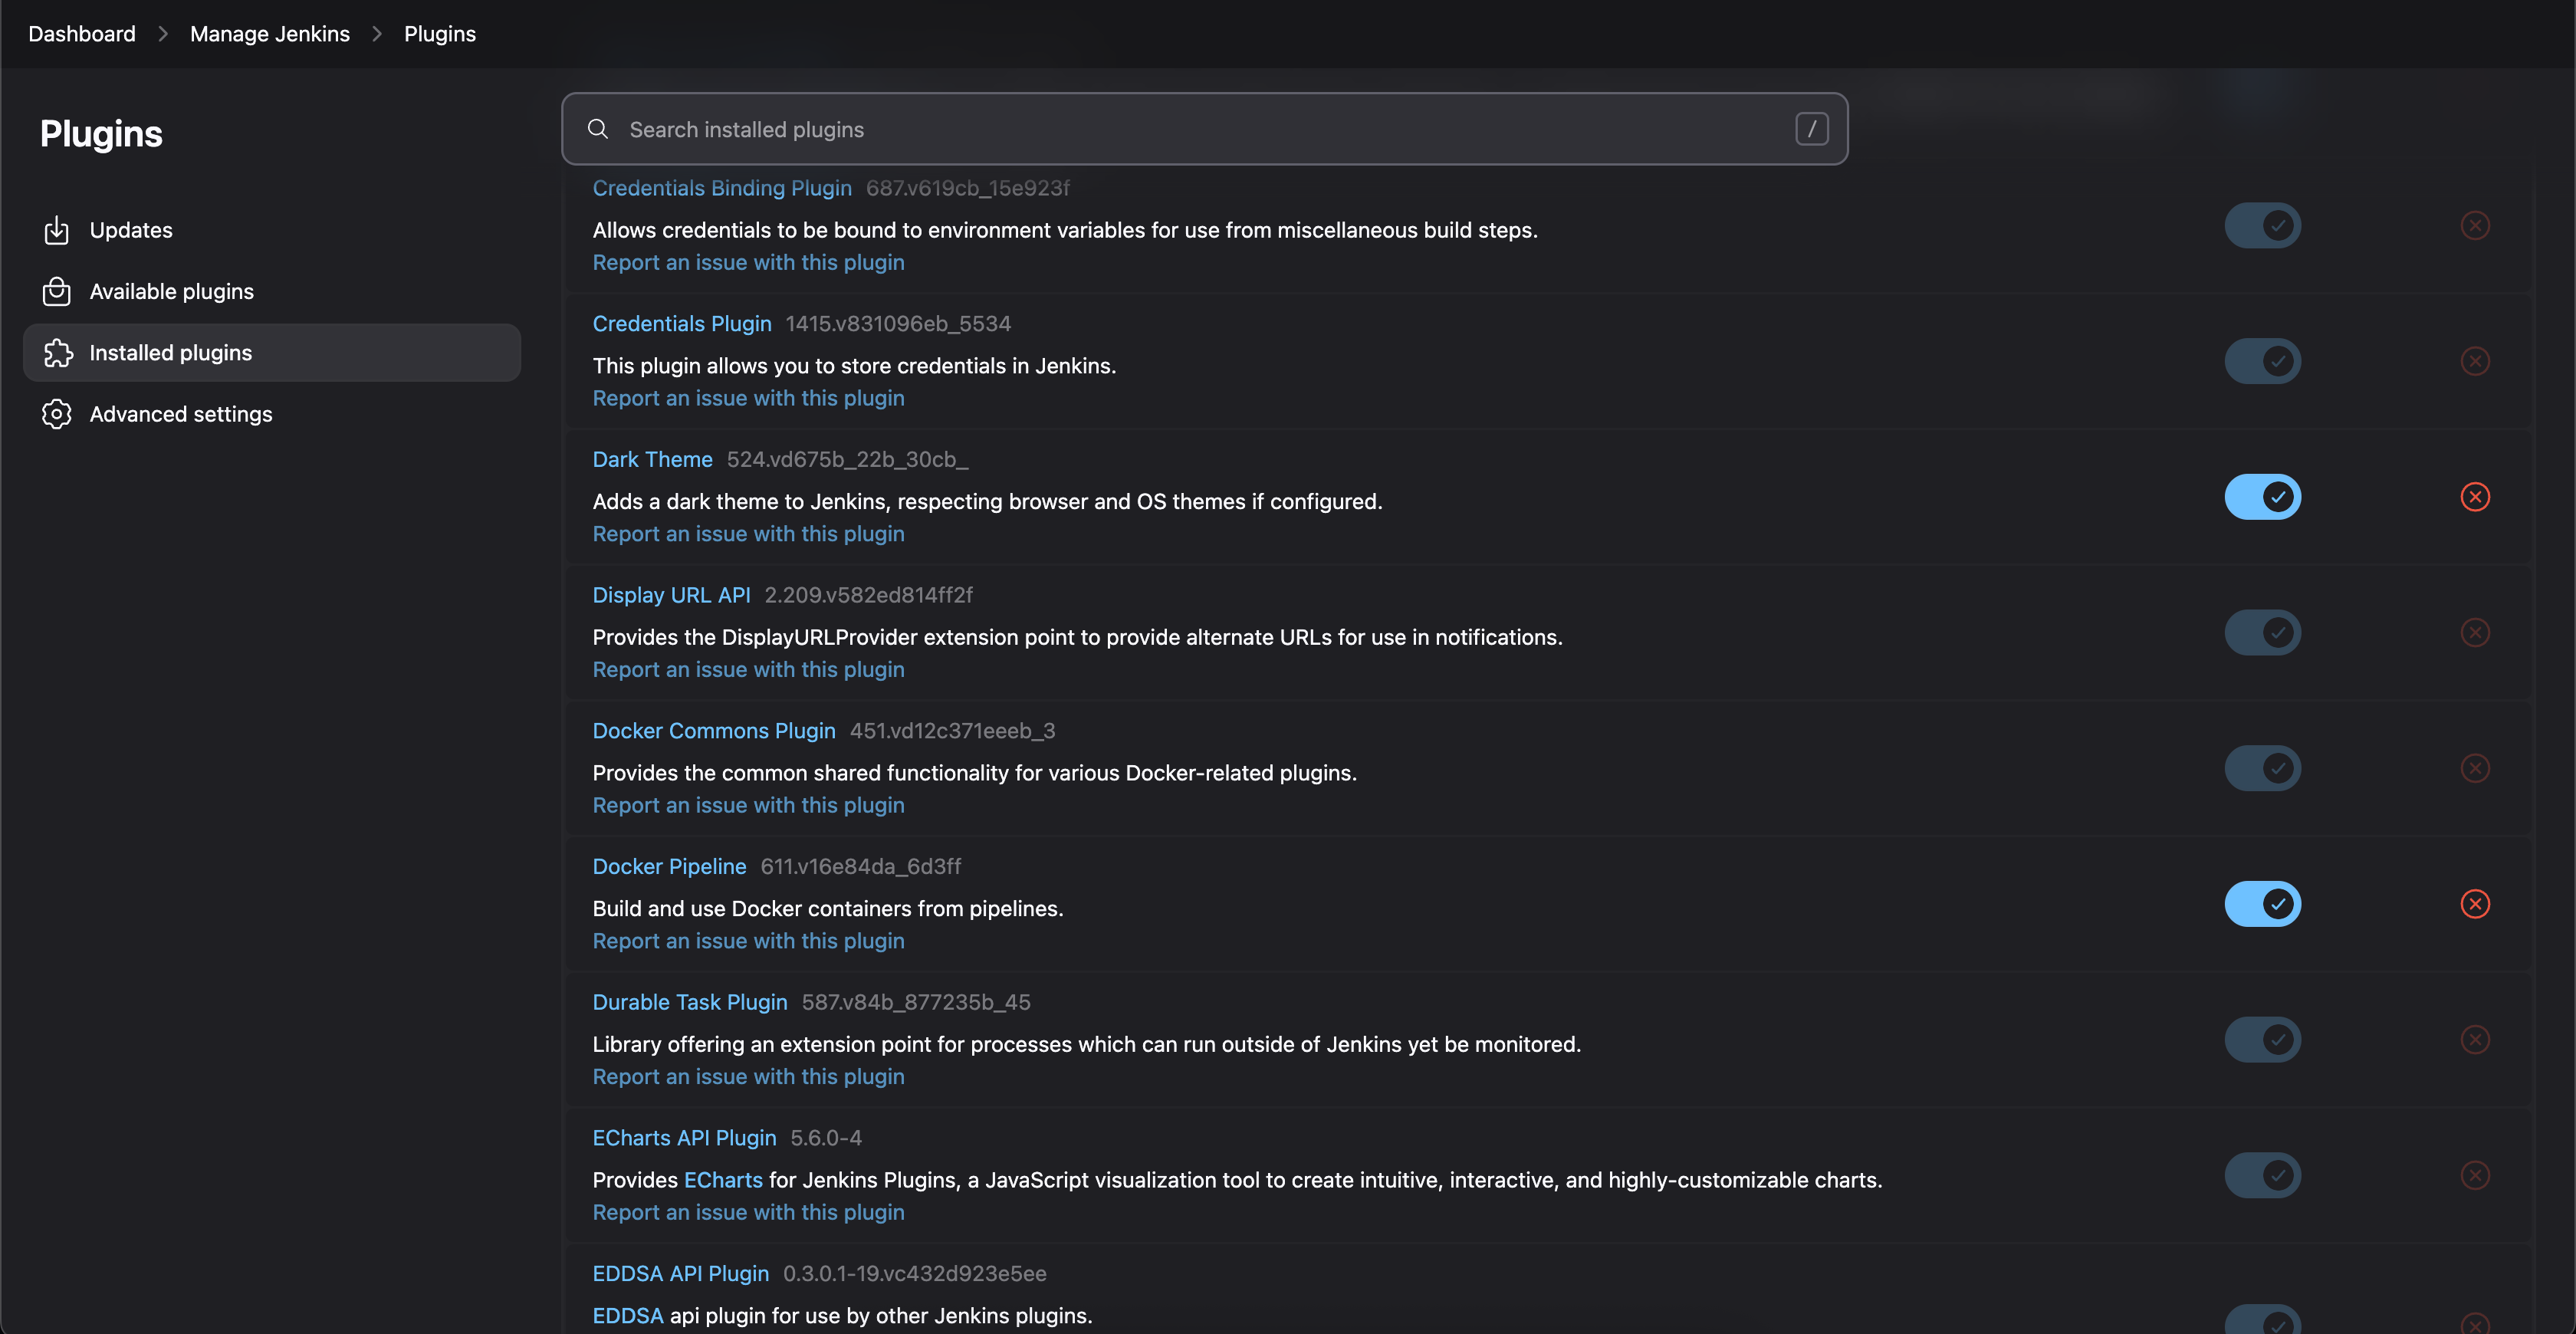 Dashboard > Manage Jenkins > Plugins
Plugins
Updates
Available plugins
Installed plugins
Advanced settings
Search installed plugins /
Credentials Binding Plugin 687.v619cb_15e923f
Allows credentials to be bound to environment variables for use from miscellaneous build steps.
Report an issue with this plugin
Credentials Plugin 1415.v831096eb_5534
This plugin allows you to store credentials in Jenkins.
Report an issue with this plugin
Dark Theme 524.vd675b_22b_30cb_
Adds a dark theme to Jenkins, respecting browser and OS themes if configured.
Report an issue with this plugin
Display URL API 2.209.v582ed814ff2f
Provides the DisplayURLProvider extension point to provide alternate URLs for use in notifications.
Report an issue with this plugin
Docker Commons Plugin 451.vd12c371eeeb_3
Provides the common shared functionality for various Docker-related plugins.
Report an issue with this plugin
Docker Pipeline 611.v16e84da_6d3ff
Build and use Docker containers from pipelines.
Report an issue with this plugin
Durable Task Plugin 587.v84b_877235b_45
Library offering an extension point for processes which can run outside of Jenkins yet be monitored.
Report an issue with this plugin
ECharts API Plugin 5.6.0-4
Provides ECharts for Jenkins Plugins, a JavaScript visualization tool to create intuitive, interactive, and highly-customizable charts.
Report an issue with this plugin
EDDSA API Plugin 0.3.0.1-19.vc432d923e5ee
EDDSA api plugin for use by other Jenkins plugins.